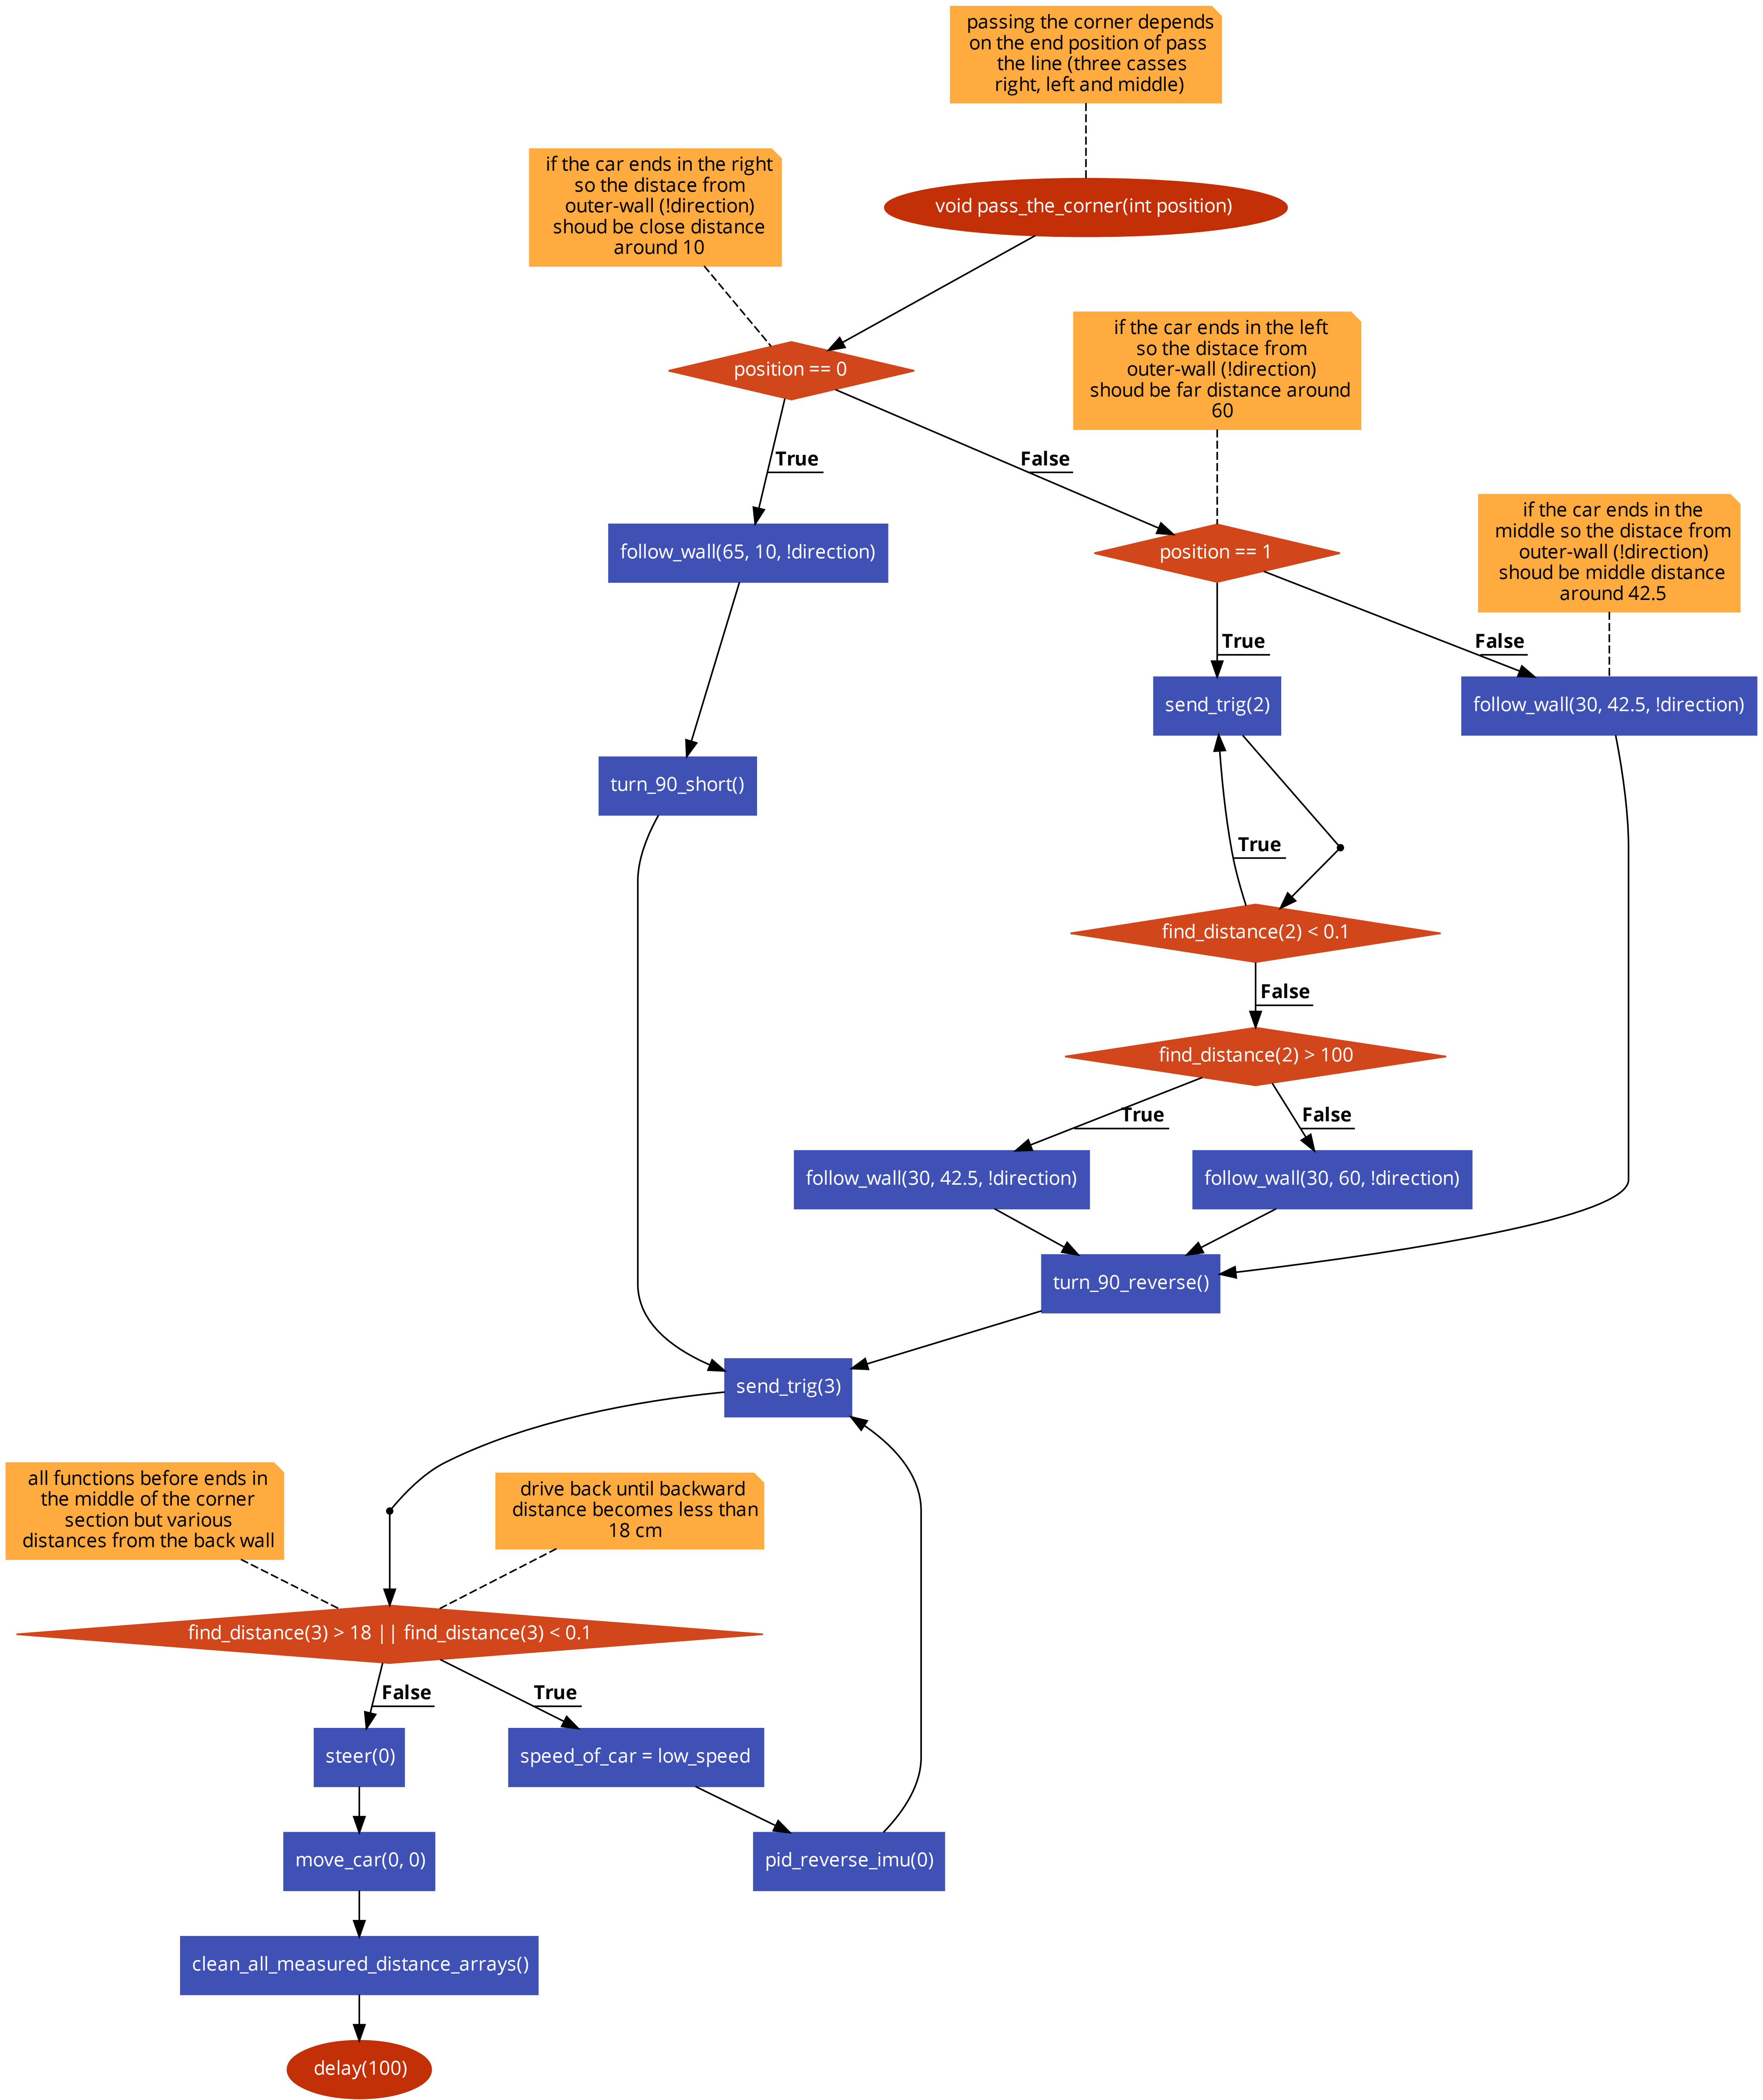 passing the corner depends
on the end position of pass
the line (three casses
right, left and middle)
if the car ends in the right
so the distace from
outer-wall (!direction)
shoud be close distance
around 10
void pass_the_corner(int position)
if the car ends in the left
so the distace from
outer-wall (!direction)
shoud be far distance around
60
position == 0
True
False
if the car ends in the
middle so the distace from
outer-wall (!direction)
shoud be middle distance
around 42.5
follow_wall(65, 10, !direction)
position == 1
True
False
send_trig(2)
follow_wall(30, 42.5, !direction)
turn_90_short()
True
find_distance(2) < 0.1
False
find_distance(2) > 100
True
False
follow_wall(30, 42.5, !direction)
follow_wall(30, 60, !direction)
turn_90_reverse()
send_trig(3)
all functions before ends in
the middle of the corner
section but various
distances from the back wall
drive back until backward
distance becomes less than
18 cm
find_distance(3) > 18 || find_distance(3) < 0.1
False
True
steer(0)
speed_of_car = low_speed
move_car(0, 0)
pid_reverse_imu(0)
clean_all_measured_distance_arrays()
delay(100)